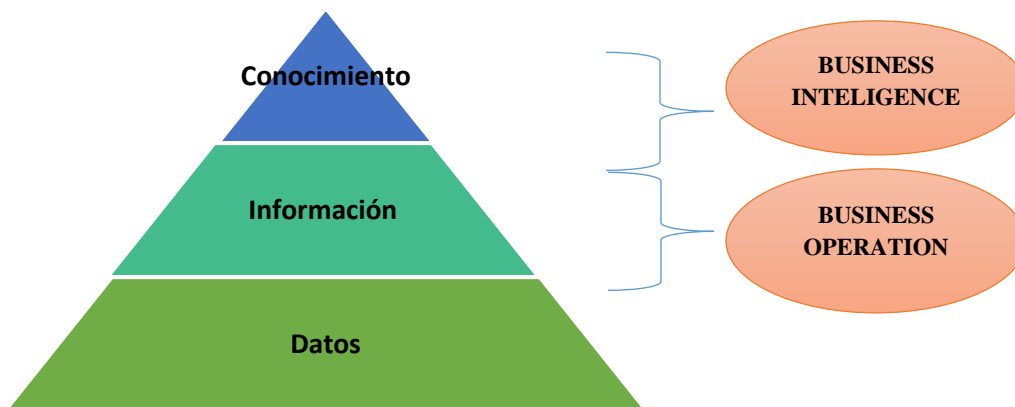 Conocimiento
Información
Datos
BUSINESS
INTELIGENCE
BUSINESS
OPERATION